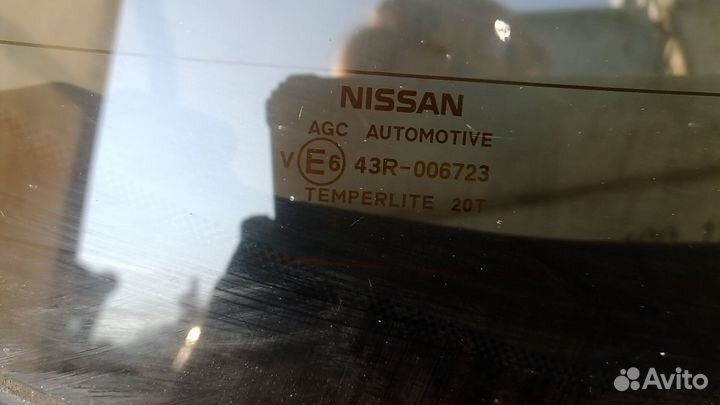 NISSAN
AGC AUTOMOTIVE
V E6 43R-006723
TEMPERLITE 20T
Avito